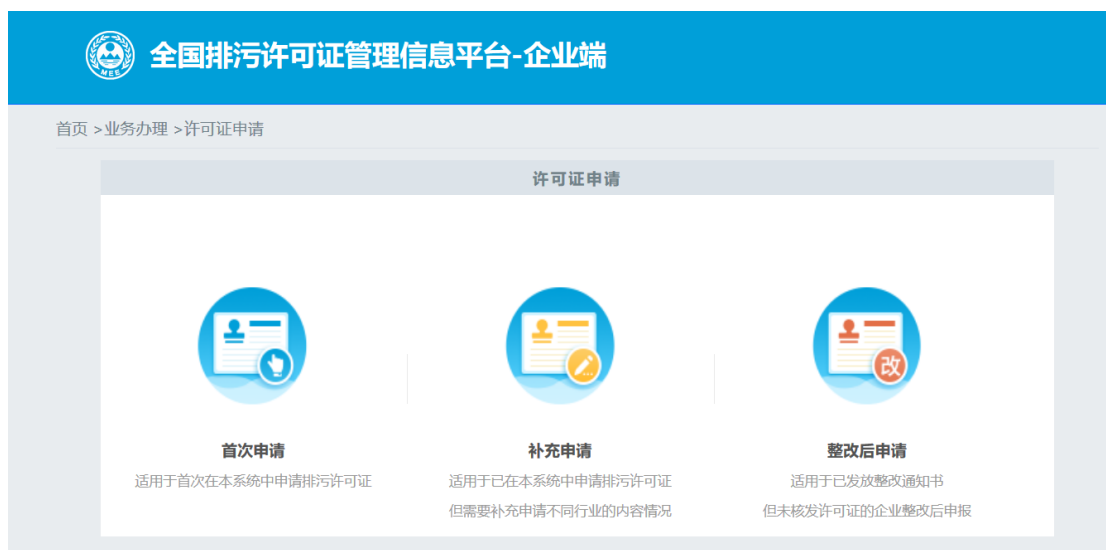 MEE
全国排污许可证管理信息平台-企业端
首页 >业务办理 >许可证申请
许可证申请
改
首次申请
适用于首次在本系统中申请排污许可证
补充申请
适用于已在本系统中申请排污许可证
但需要补充申请不同行业的内容情况
整改后申请
适用于已发放整改通知书
但未核发许可证的企业整改后申报